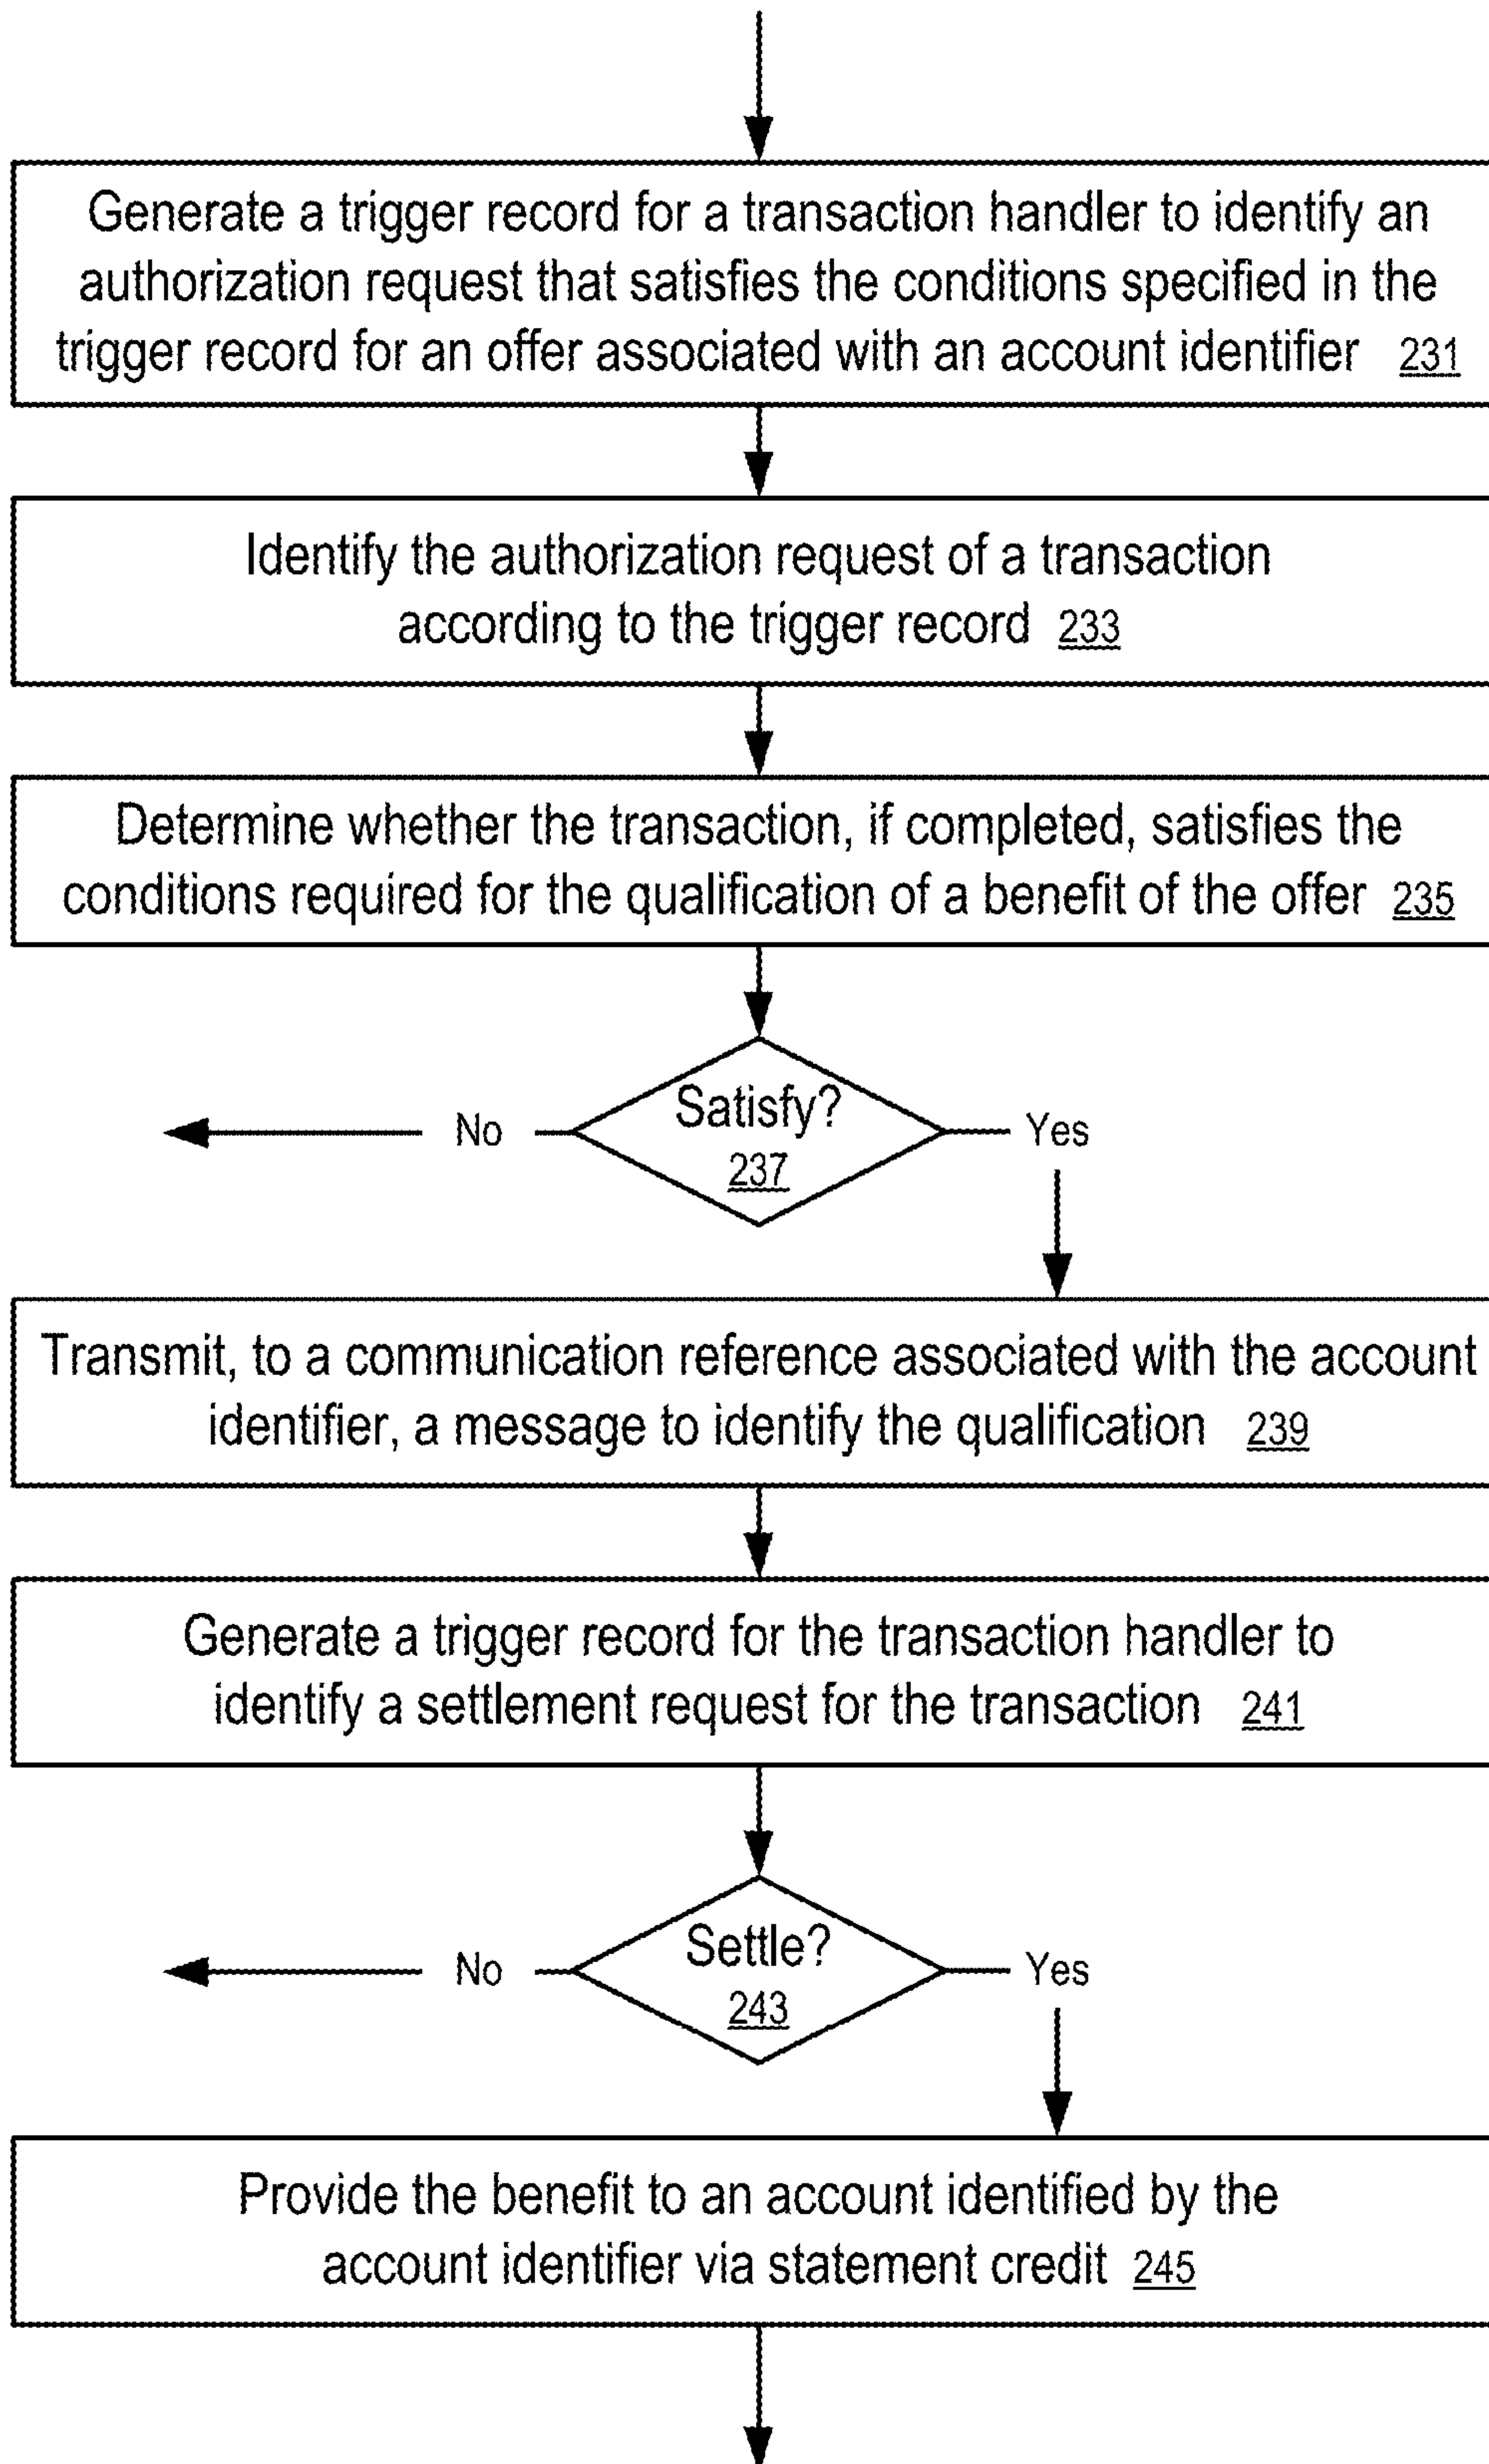 Generate a trigger record for a transaction handler to identify an
authorization request that satisfies the conditions specified in the
trigger record for an offer associated with an account identifier 231
Identify the authorization request of a transaction
according to the trigger record 233
Determine whether the transaction, if completed, satisfies the
conditions required for the qualification of a benefit of the offer 235
Satisfy?
No
Yes
237
Transmit, to a communication reference associated with the account
identifier, a message to identify the qualification 239
Generate a trigger record for the transaction handler to
identify a settlement request for the transaction 241
Settle?
No
Yes
243
Provide the benefit to an account identified by the
account identifier via statement credit 245